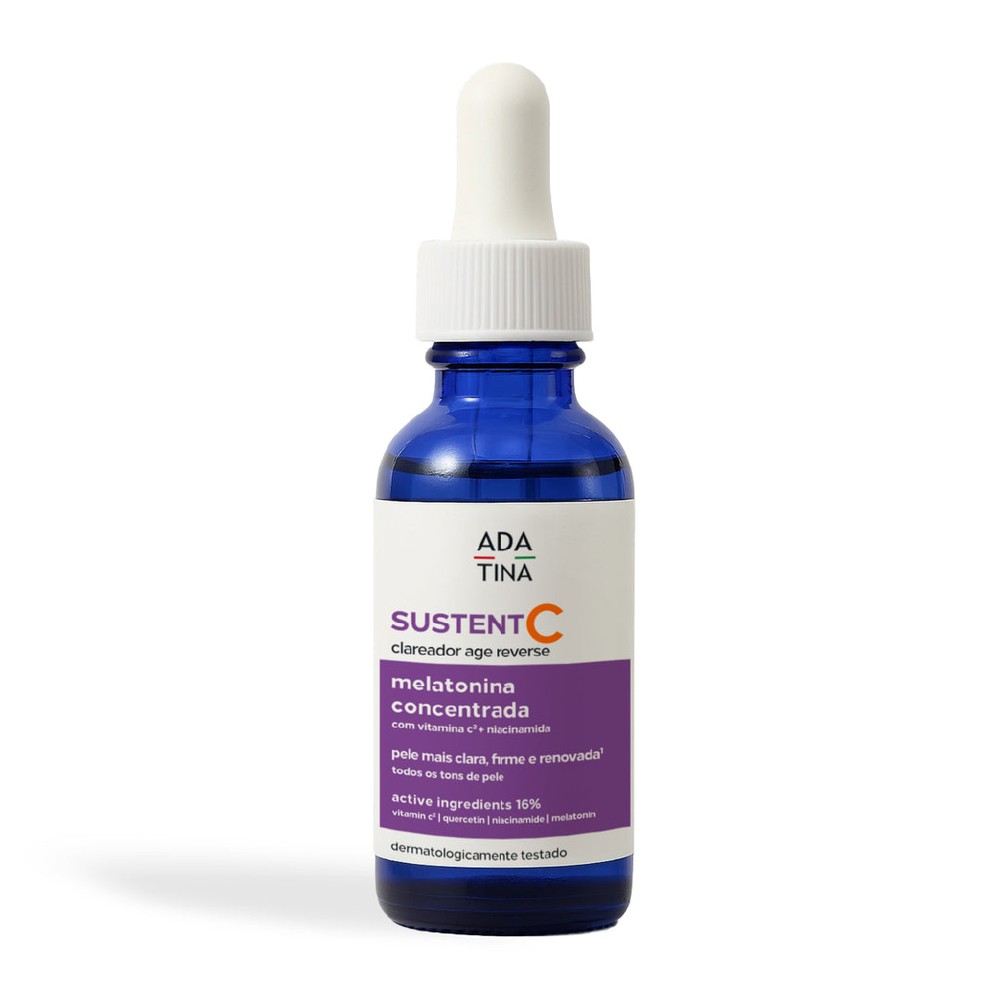 ADA
TINA
SUSTENTC
clareador age reverse
melatonina
concentrada
com vitamina c² + niacinamida
pele mais clara, firme e renovada¹
todos os tons de pele
active ingredients 16%
vitamin c² | quercetin | niacinamide | melatonin
dermatologicamente testado